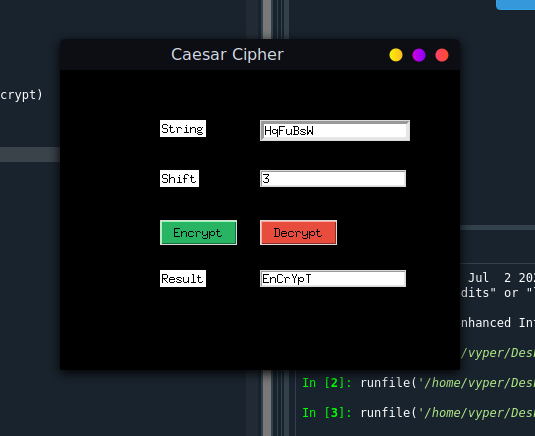 Caesar Cipher
crypt)
String HqFuBsW
Shift 3
Encrypt Decrypt
Result EnCrYpT
Jul 2 202
dits" or "
nhanced In
/home/vyper/Des
In [2]: runfile('/home/vyper/Des
In [3]: runfile('/home/vyper/Des